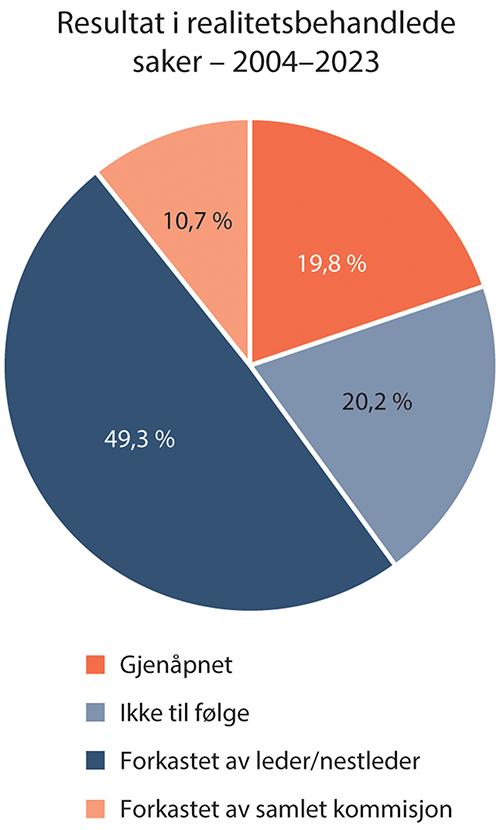 Resultat i realitetsbehandlede
saker – 2004–2023
10,7 %
19,8 %
20,2 %
49,3 %
Gjenåpnet
Ikke til følge
Forkastet av leder/nestleder
Forkastet av samlet kommisjon